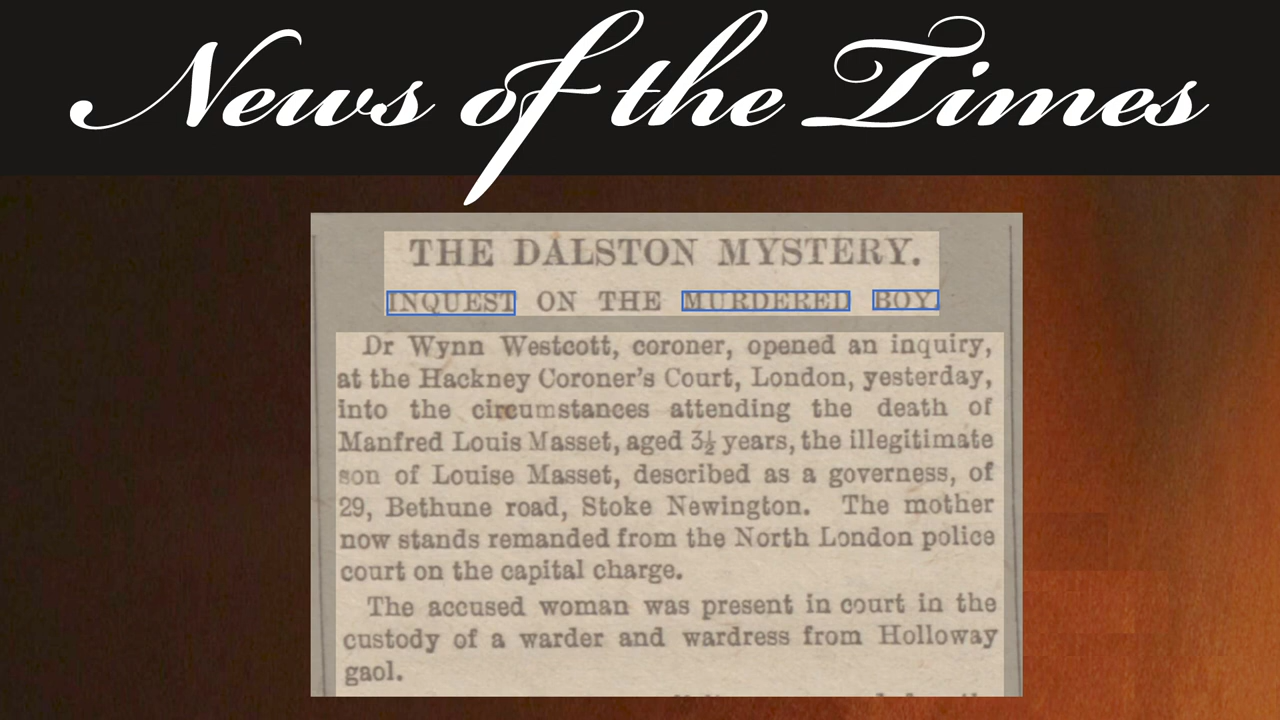 News of the Times
THE DALSTON MYSTERY.
INQUEST ON THE MURDERED BOY.
Dr Wynn Westcott, coroner, opened an inquiry,
at the Hackney Coroner's Court, London, yesterday,
into the circumstances attending the death of
Manfred Louis Masset, aged 3½ years, the illegitimate
son of Louise Masset, described as a governess, of
29, Bethune road, Stoke Newington. The mother
now stands remanded from the North London police
court on the capital charge.
The accused woman was present in court in the
custody of a warder and wardress from Holloway
gaol.